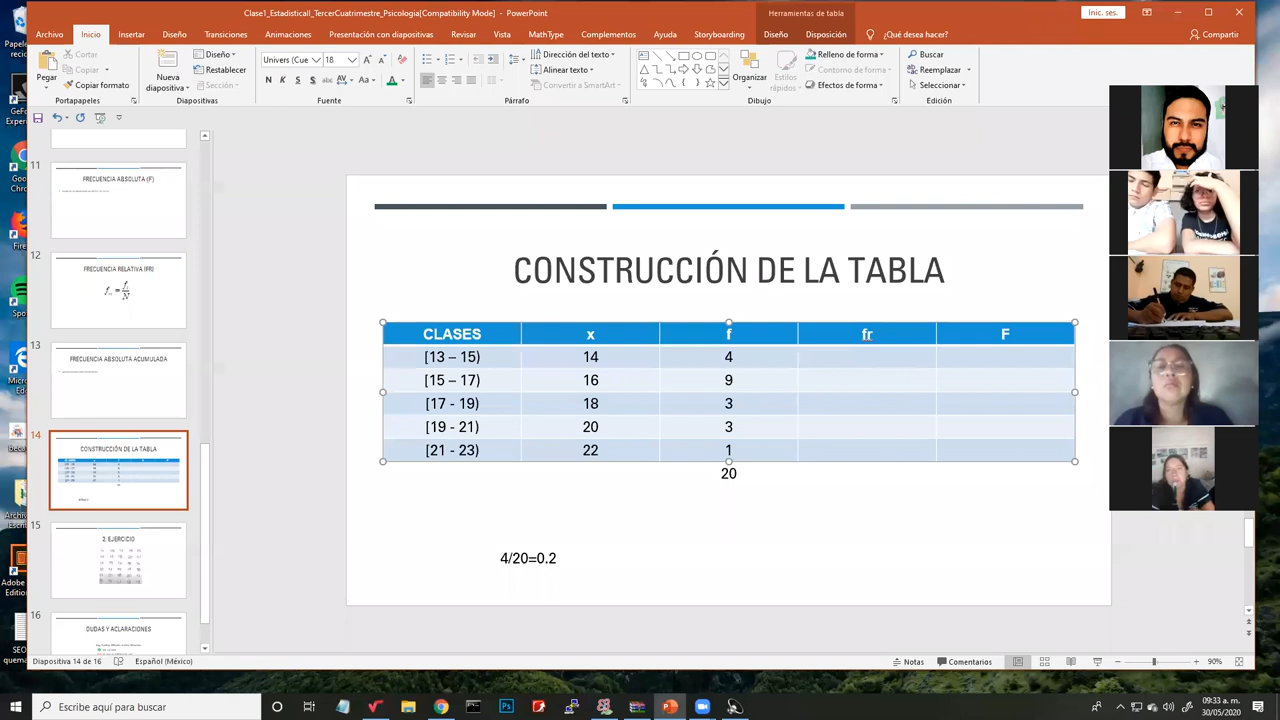 Clase1_EstadisticaII_TercerCuatrimestre_Psicologia[Compatibility Mode] - PowerPoint
Herramientas de tabla
Inic. ses.
Archivo Inicio Insertar Diseño Transiciones Animaciones Presentación con diapositivas Revisar Vista MathType Complementos Ayuda Storyboarding Diseño Disposición ¿Qué desea hacer? Compartir
Pegar
Cortar
Copiar
Copiar formato
Portapapeles
Nueva diapositiva
Diseño
Restablecer
Sección
Diapositivas
Univers (Cue 18
N K S S abc AV Aa A
Fuente
Dirección del texto
Alinear texto
Convertir a SmartArt
Párrafo
Organizar
Estilos rápidos
Relleno de forma
Contorno de forma
Efectos de forma
Dibujo
Buscar
Reemplazar
Seleccionar
Edición
11
FRECUENCIA ABSOLUTA (F)
12
FRECUENCIA RELATIVA (FR)
13
FRECUENCIA ABSOLUTA ACUMULADA
14
CONSTRUCCIÓN DE LA TABLA
15
2. EJERCICIO
16
DUDAS Y ACLARACIONES
CONSTRUCCIÓN DE LA TABLA
CLASES x f fr F
[13 – 15) 14 4
[15 – 17) 16 9
[17 - 19) 18 3
[19 - 21) 20 3
[21 - 23) 22 1
20
4/20=0.2
Diapositiva 14 de 16 Español (México) Notas Comentarios 90%
Escribe aquí para buscar
09:33 a. m.
30/05/2020